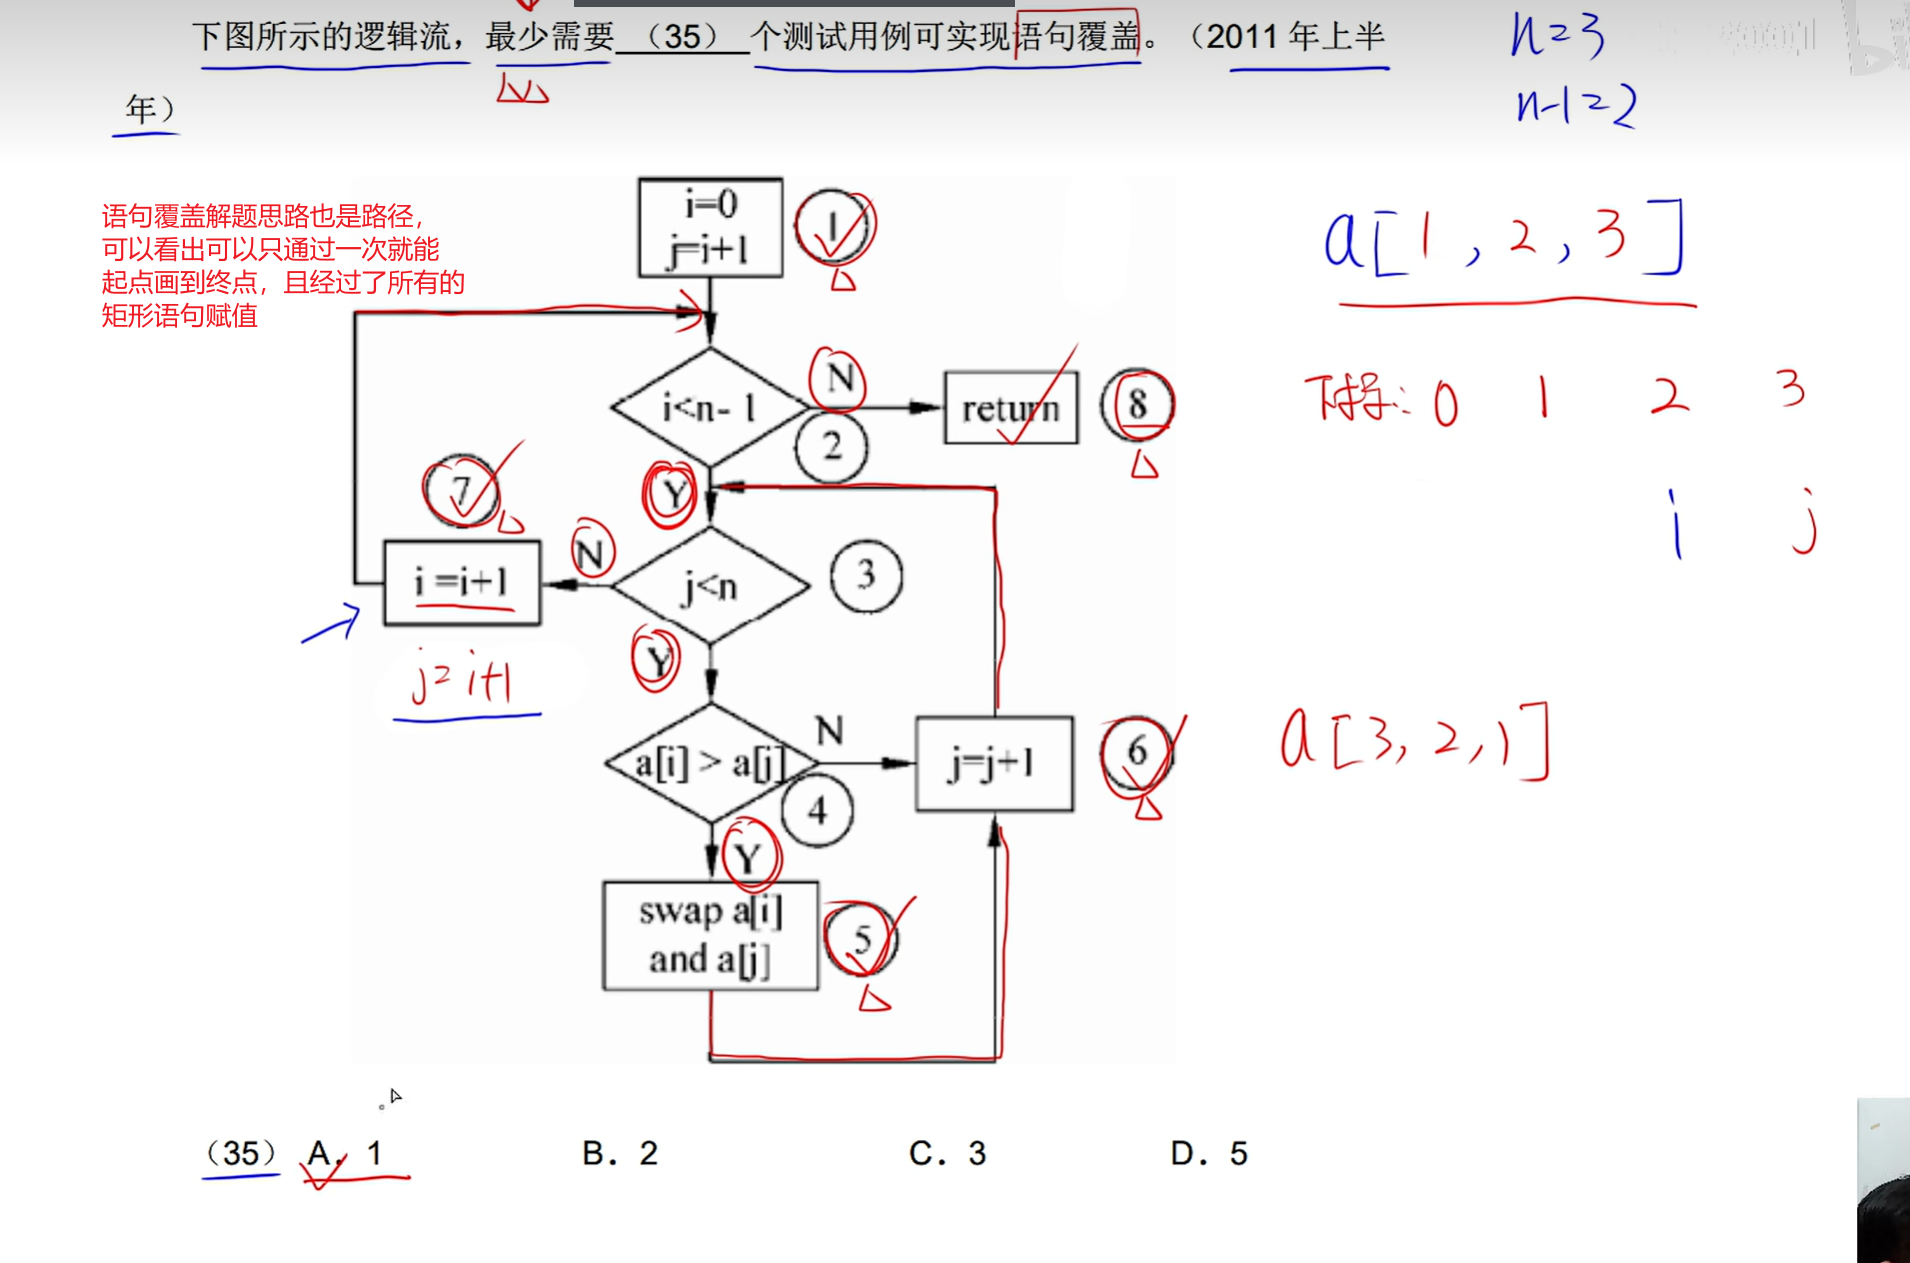 下图所示的逻辑流，最少需要 （35） 个测试用例可实现语句覆盖。（2011 年上半
年）
n=3
n-1=2
语句覆盖解题思路也是路径，
可以看出可以只通过一次就能
起点画到终点，且经过了所有的
矩形语句赋值
i=0
j=i+1
1
a[1，2，3]
i<n- 1
N
return
8
2
下标: 0 1 2 3
Y
7
i j
i =i+1
N
j<n
3
j=i+1
Y
a[i] > a[j]
N
j=j+1
6
a[3，2，1]
4
Y
swap a[i]
and a[j]
5
（35） A． 1 B． 2 C． 3 D． 5